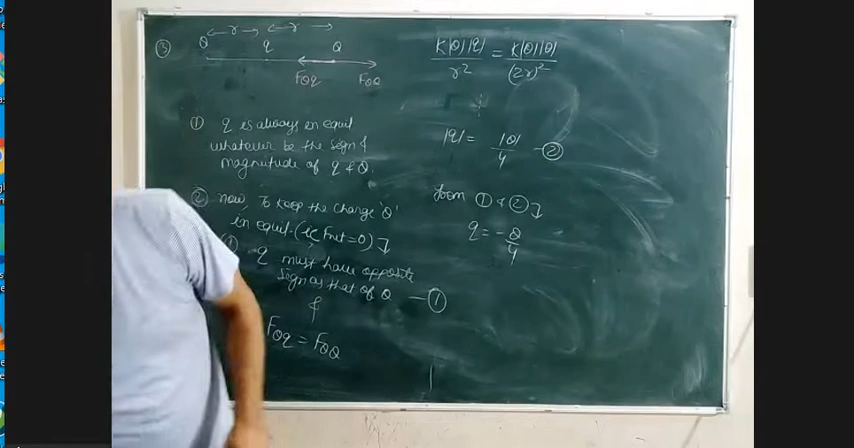 ③ Q ← r → q ← r → Q
F_Qq F_QQ
① q is always in equil
whatever be the sign &
magnitude of q & Q.
② now, To keep the charge 'Q'
in equil. (ie Fnet = 0)
q must have opposite
sign as that of Q —①
&
F_Qq = F_QQ
K|Q||q|/r² = K|Q||Q|/(2r)²
|q| = |Q|/4 —②
from ① & ②
q = -Q/4